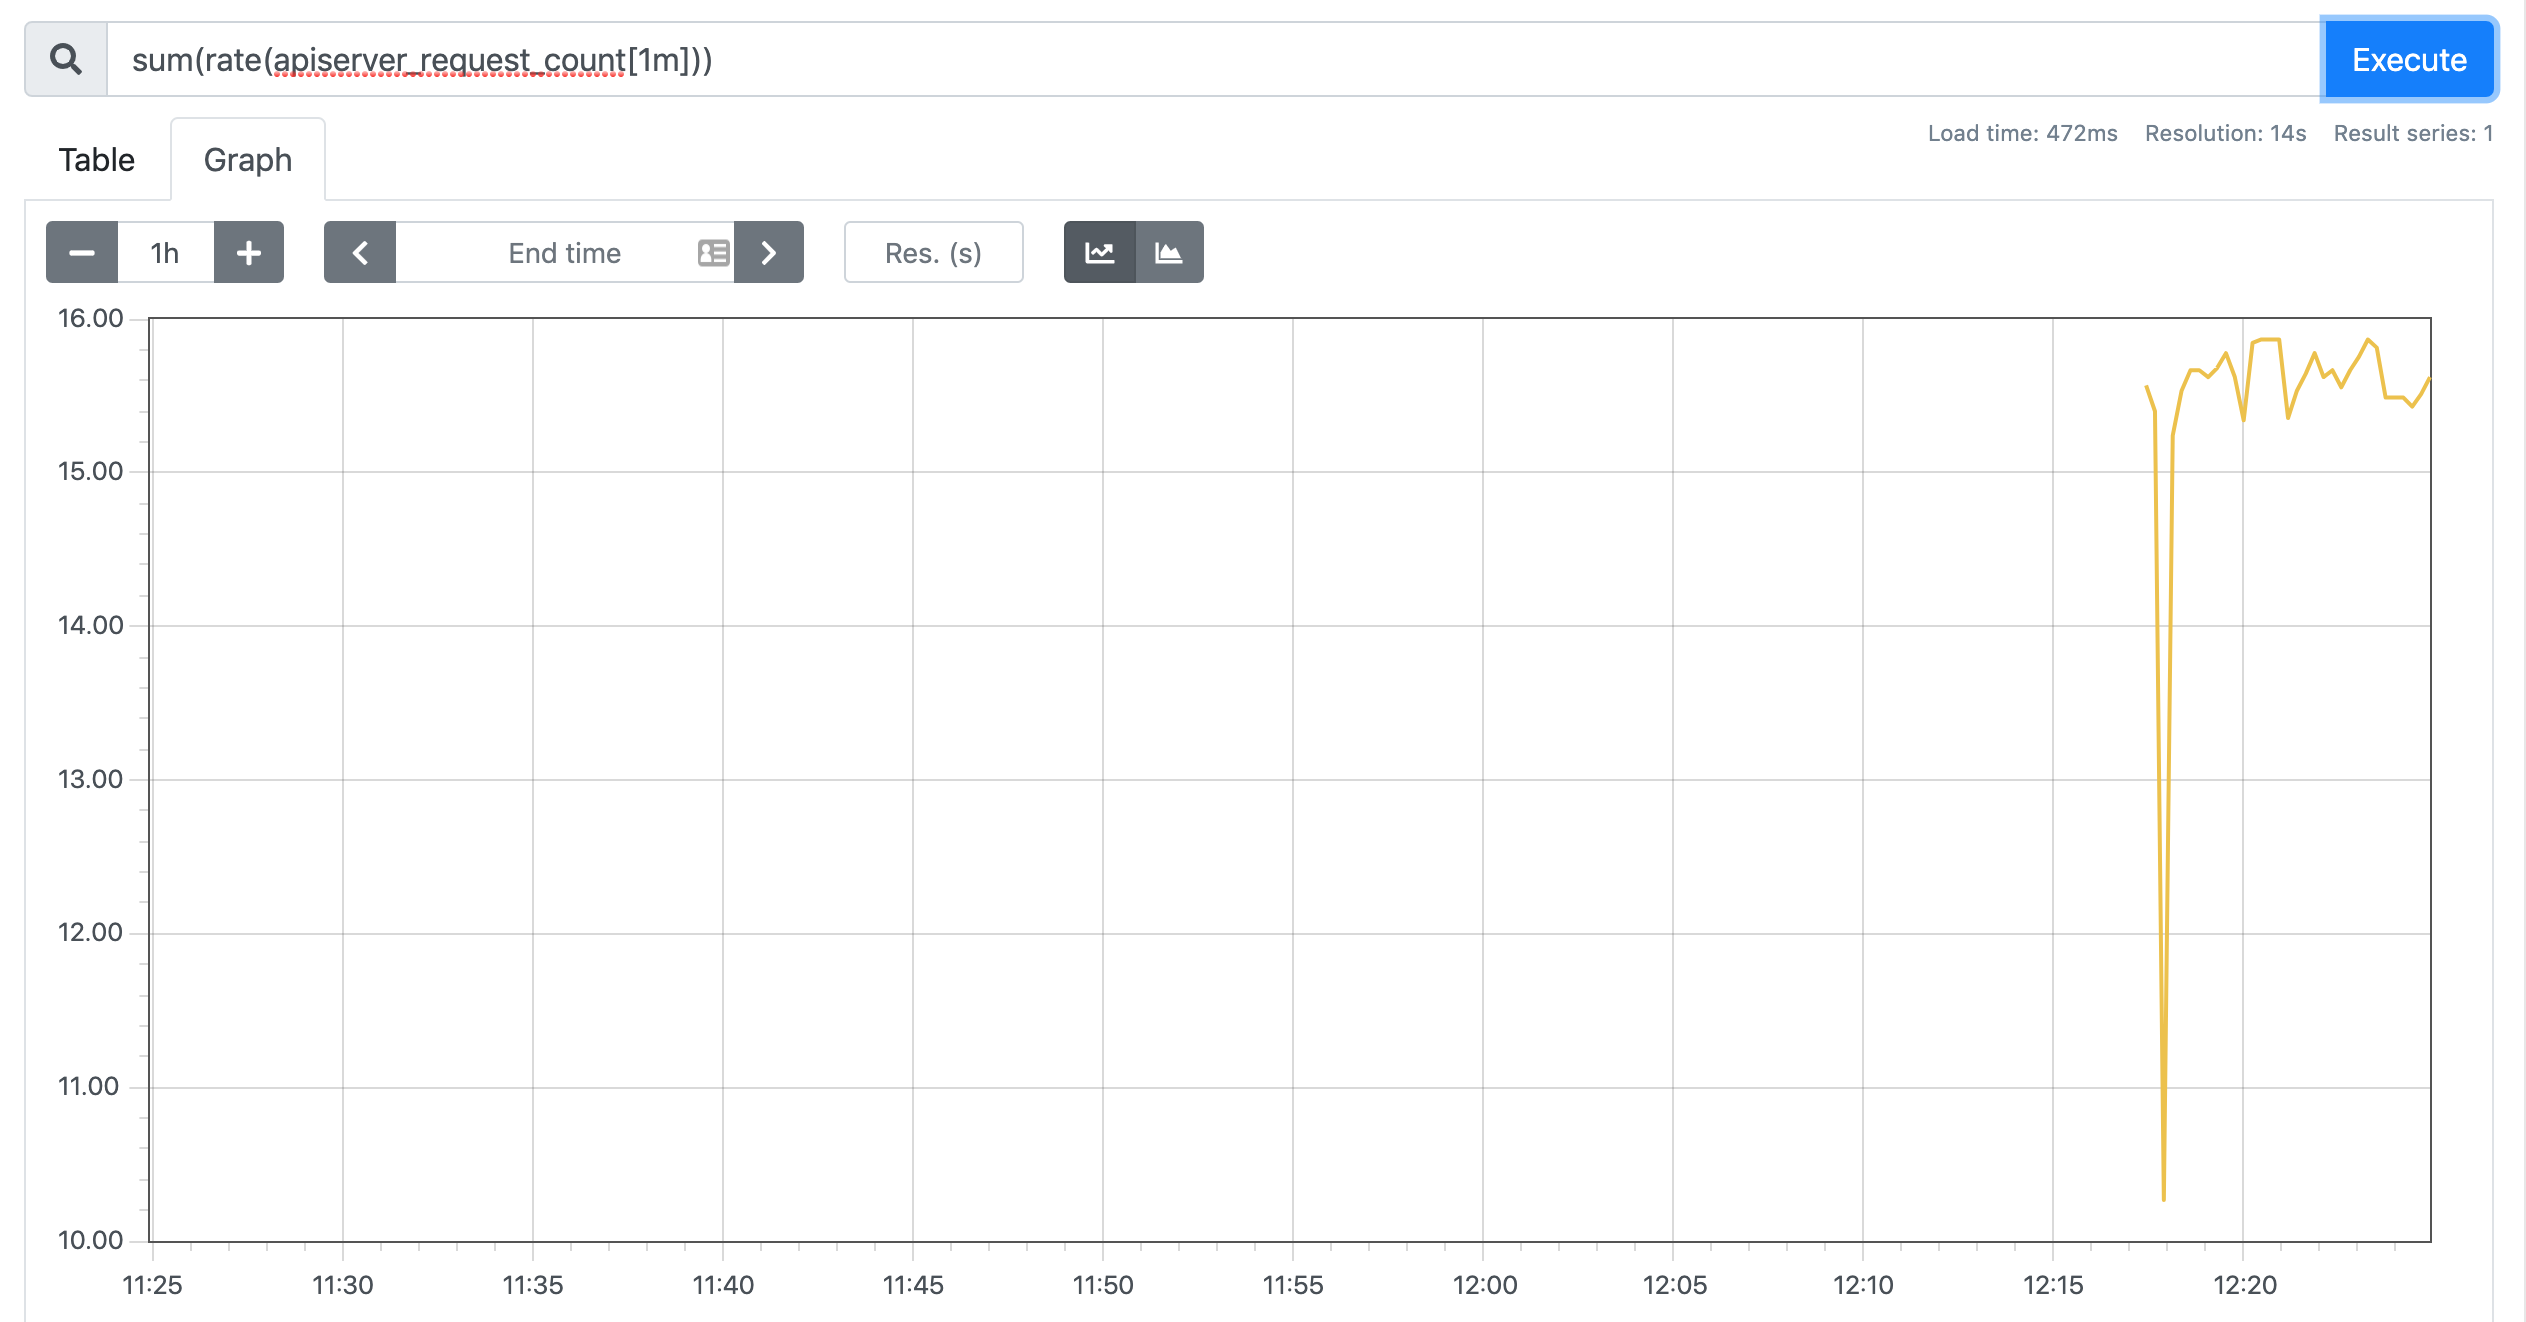 sum(rate(apiserver_request_count[1m]))
Execute
Load time: 472ms Resolution: 14s Result series: 1
Table Graph
1h End time Res. (s)
16.00
15.00
14.00
13.00
12.00
11.00
10.00
11:25 11:30 11:35 11:40 11:45 11:50 11:55 12:00 12:05 12:10 12:15 12:20